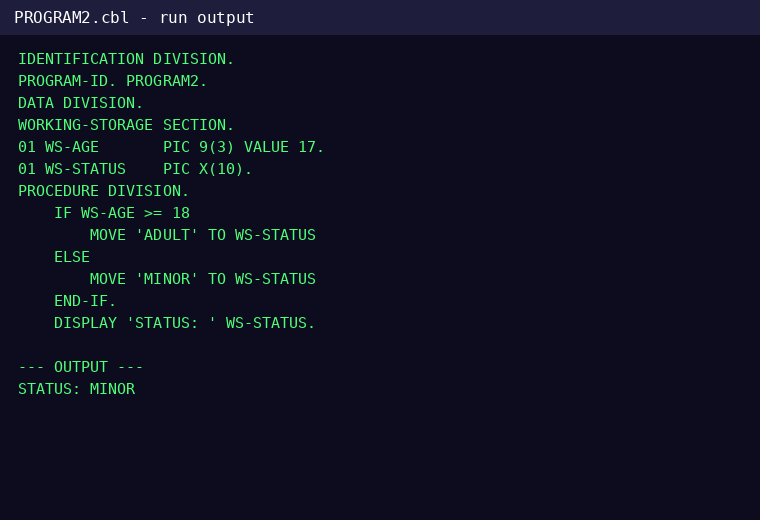 PROGRAM2.cbl - run output
IDENTIFICATION DIVISION.
PROGRAM-ID. PROGRAM2.
DATA DIVISION.
WORKING-STORAGE SECTION.
01 WS-AGE       PIC 9(3) VALUE 17.
01 WS-STATUS    PIC X(10).
PROCEDURE DIVISION.
    IF WS-AGE >= 18
        MOVE 'ADULT' TO WS-STATUS
    ELSE
        MOVE 'MINOR' TO WS-STATUS
    END-IF.
    DISPLAY 'STATUS: ' WS-STATUS.

--- OUTPUT ---
STATUS: MINOR